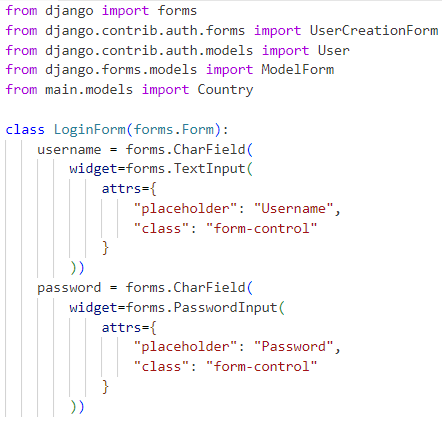 from django import forms
from django.contrib.auth.forms import UserCreationForm
from django.contrib.auth.models import User
from django.forms.models import ModelForm
from main.models import Country

class LoginForm(forms.Form):
    username = forms.CharField(
        widget=forms.TextInput(
            attrs={
                "placeholder": "Username",
                "class": "form-control"
            }
        ))
    password = forms.CharField(
        widget=forms.PasswordInput(
            attrs={
                "placeholder": "Password",
                "class": "form-control"
            }
        ))